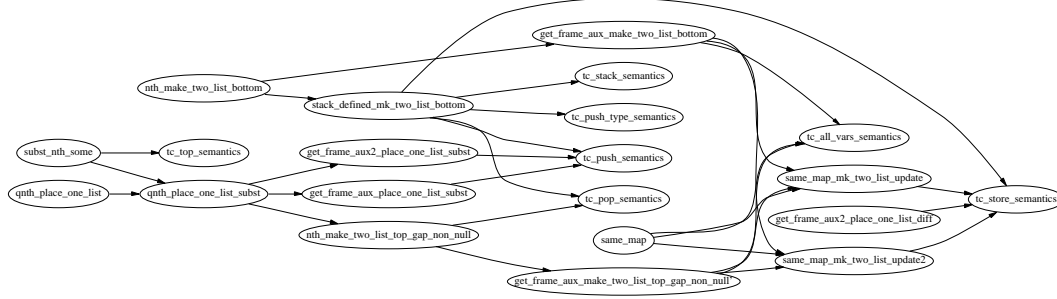 get_frame_aux_make_two_list_bottom
tc_stack_semantics
nth_make_two_list_bottom
stack_defined_mk_two_list_bottom
tc_push_type_semantics
tc_all_vars_semantics
subst_nth_some
tc_top_semantics
get_frame_aux2_place_one_list_subst
tc_push_semantics
same_map_mk_two_list_update
qnth_place_one_list
qnth_place_one_list_subst
get_frame_aux_place_one_list_subst
tc_pop_semantics
tc_store_semantics
get_frame_aux2_place_one_list_diff
nth_make_two_list_top_gap_non_null
same_map
same_map_mk_two_list_update2
get_frame_aux_make_two_list_top_gap_non_null'